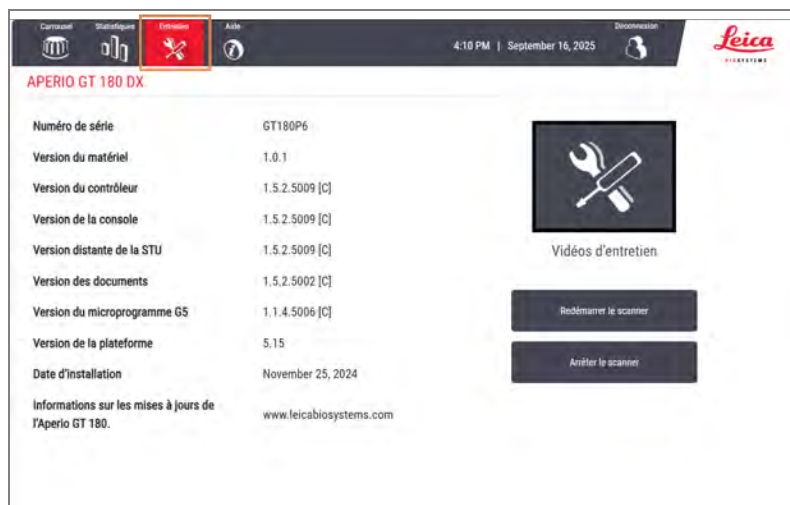 Carrousel Statistiques Entretien Aide
4:10 PM | September 16, 2025
Déconnexion
Leica
BIOSYSTEMS
APERIO GT 180 DX
Numéro de série GT180P6
Version du matériel 1.0.1
Version du contrôleur 1.5.2.5009 [C]
Version de la console 1.5.2.5009 [C]
Version distante de la STU 1.5.2.5009 [C]
Version des documents 1.5.2.5002 [C]
Version du microprogramme G5 1.1.4.5006 [C]
Version de la plateforme 5.15
Date d'installation November 25, 2024
Informations sur les mises à jours de
l'Aperio GT 180. www.leicabiosystems.com
Vidéos d'entretien
Redémarrer le scanner
Arrêter le scanner